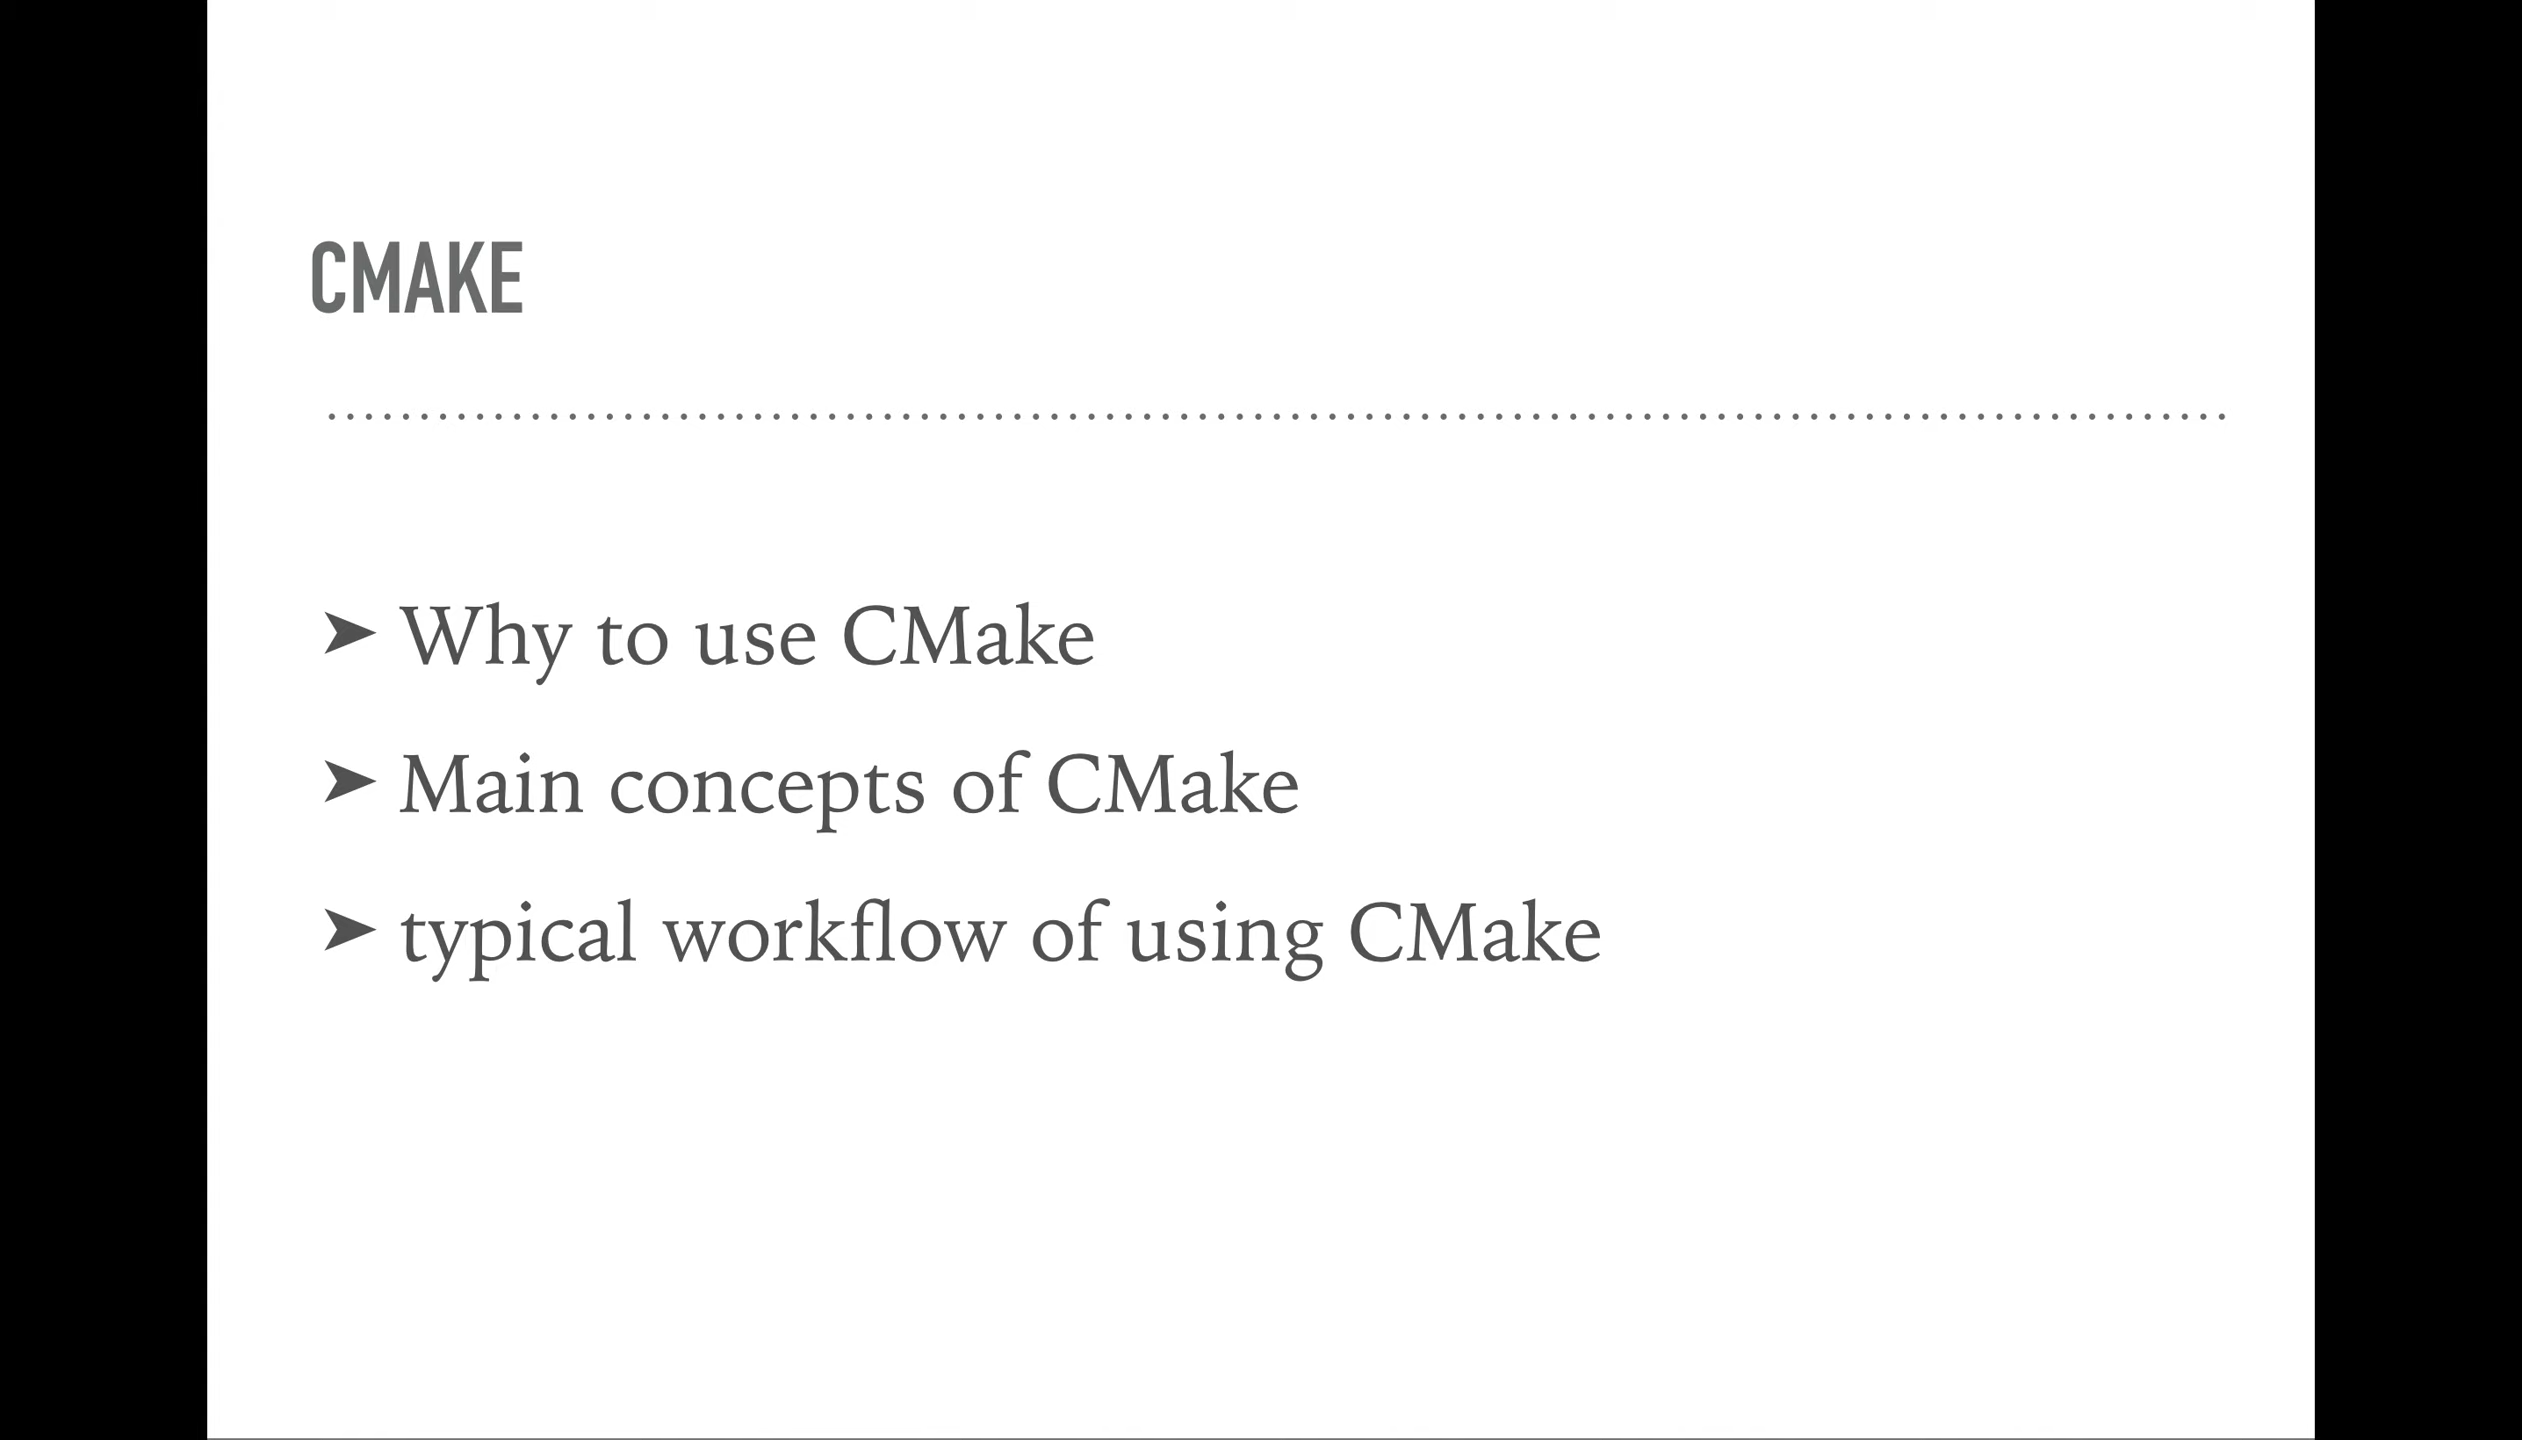 CMAKE
➤ Why to use CMake
➤ Main concepts of CMake
➤ typical workflow of using CMake